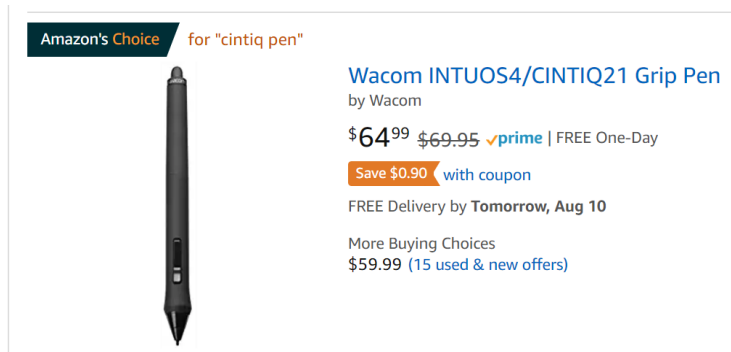 Amazon's Choice for "cintiq pen"
Wacom INTUOS4/CINTIQ21 Grip Pen
by Wacom
$64.99 $69.95 prime | FREE One-Day
Save $0.90 with coupon
FREE Delivery by Tomorrow, Aug 10
More Buying Choices
$59.99 (15 used & new offers)